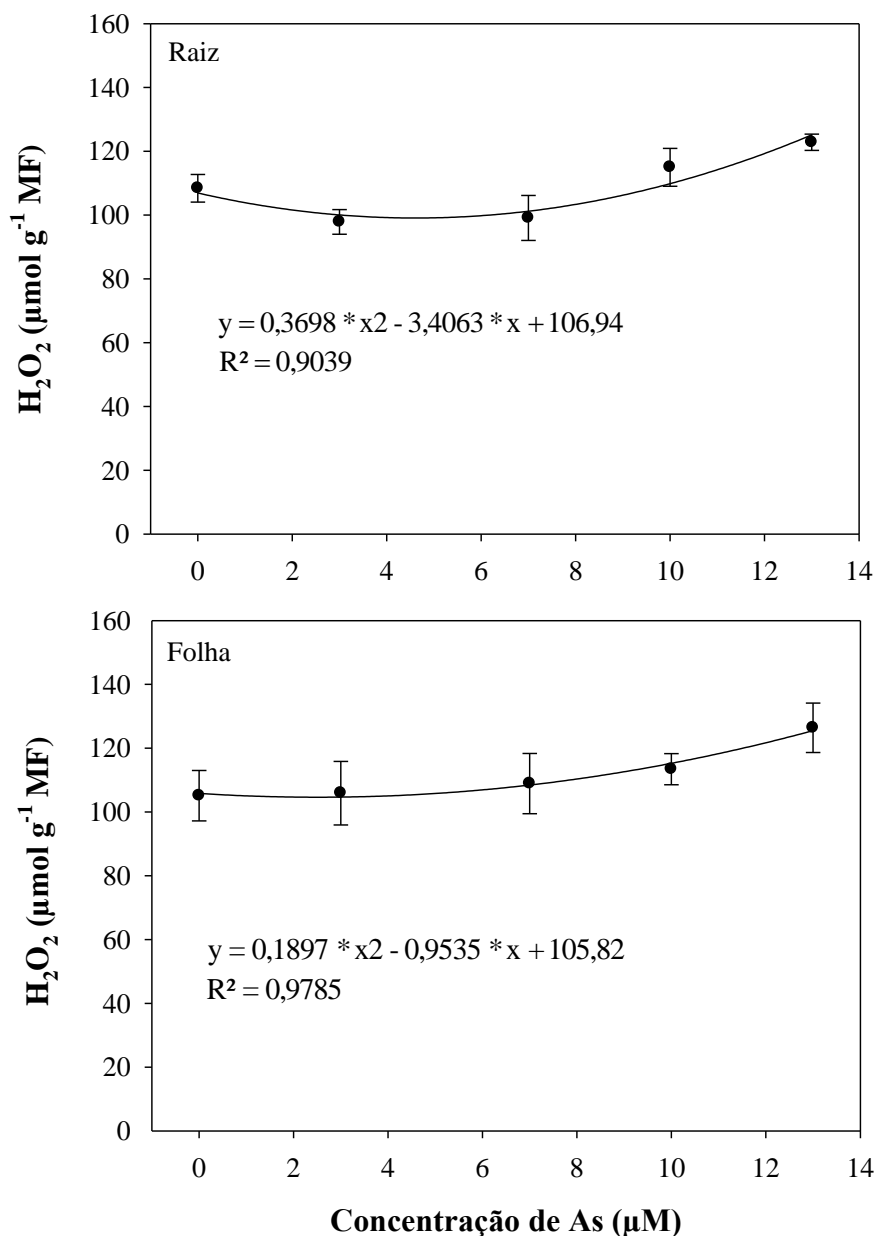 160
140
120
100
80
60
40
20
0
H₂O₂ (µmol g⁻¹ MF)
Raiz
y = 0,3698 * x2 - 3,4063 * x + 106,94
R² = 0,9039
0 2 4 6 8 10 12 14
160
140
120
100
80
60
40
20
0
H₂O₂ (µmol g⁻¹ MF)
Folha
y = 0,1897 * x2 - 0,9535 * x + 105,82
R² = 0,9785
0 2 4 6 8 10 12 14
Concentração de As (µM)